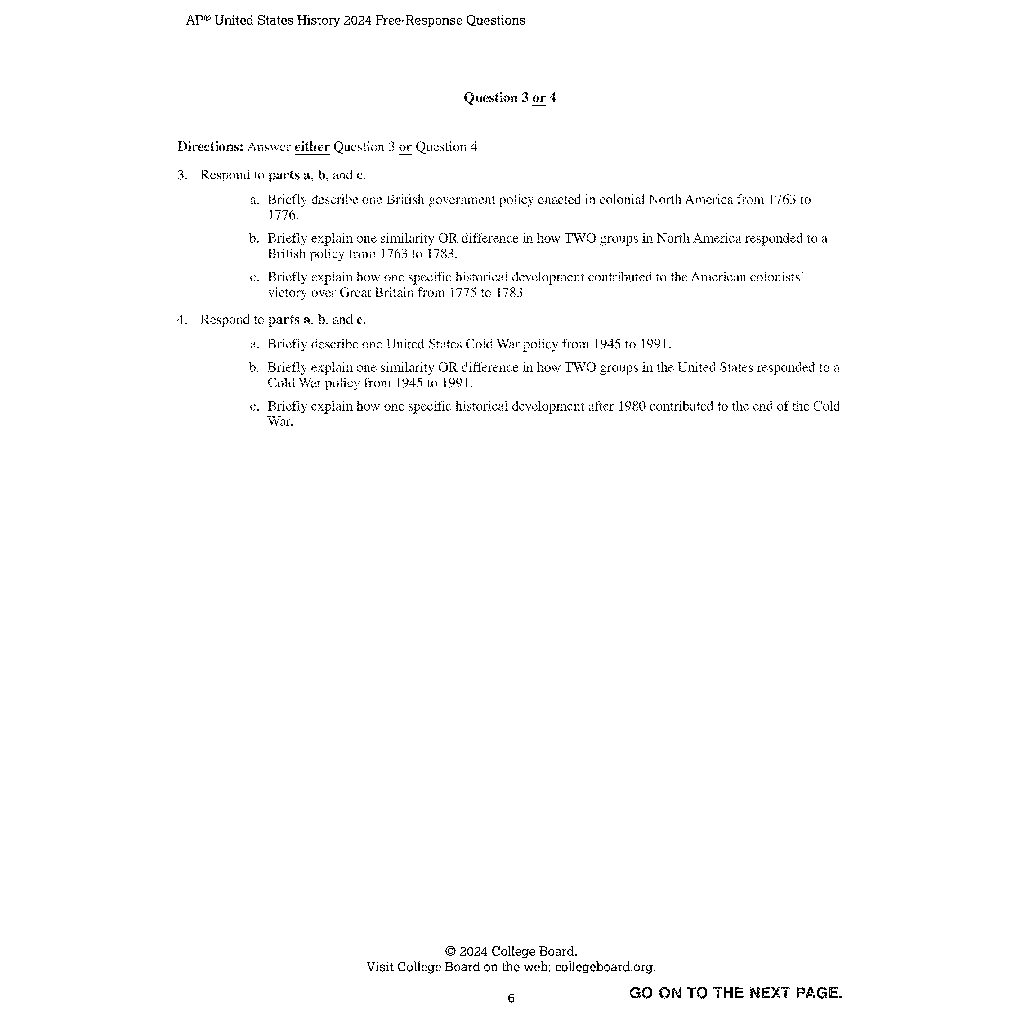 AP® United States History 2024 Free-Response Questions
Question 3 or 4
Directions: Answer either Question 3 or Question 4
3. Respond to parts a, b, and c.
a. Briefly describe one British government policy enacted in colonial North America from 1763 to
1776.
b. Briefly explain one similarity OR difference in how TWO groups in North America responded to a
British policy from 1763 to 1783.
c. Briefly explain how one specific historical development contributed to the American colonists'
victory over Great Britain from 1775 to 1783
4. Respond to parts a, b, and c.
a. Briefly describe one United States Cold War policy from 1945 to 1991.
b. Briefly explain one similarity OR difference in how TWO groups in the United States responded to a
Cold War policy from 1945 to 1991.
c. Briefly explain how one specific historical development after 1980 contributed to the end of the Cold
War.
© 2024 College Board.
Visit College Board on the web: collegeboard.org.
6
GO ON TO THE NEXT PAGE.